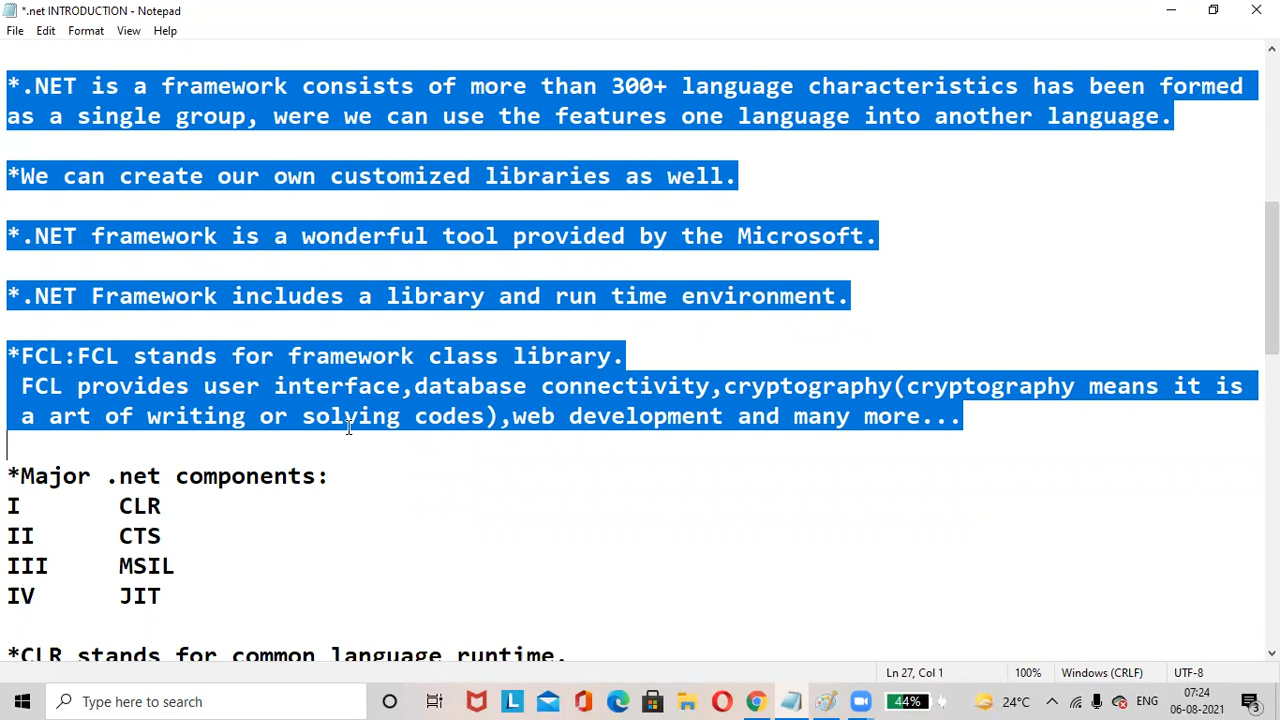 *.net INTRODUCTION - Notepad
File Edit Format View Help
*.NET is a framework consists of more than 300+ language characteristics has been formed
as a single group, were we can use the features one language into another language.
*We can create our own customized libraries as well.
*.NET framework is a wonderful tool provided by the Microsoft.
*.NET Framework includes a library and run time environment.
*FCL:FCL stands for framework class library.
FCL provides user interface,database connectivity,cryptography(cryptography means it is
a art of writing or solving codes),web development and many more...
*Major .net components:
I CLR
II CTS
III MSIL
IV JIT
*CLR stands for common language runtime.
Ln 27, Col 1 100% Windows (CRLF) UTF-8
Type here to search L 44% 24°C ENG 07:24
06-08-2021 3